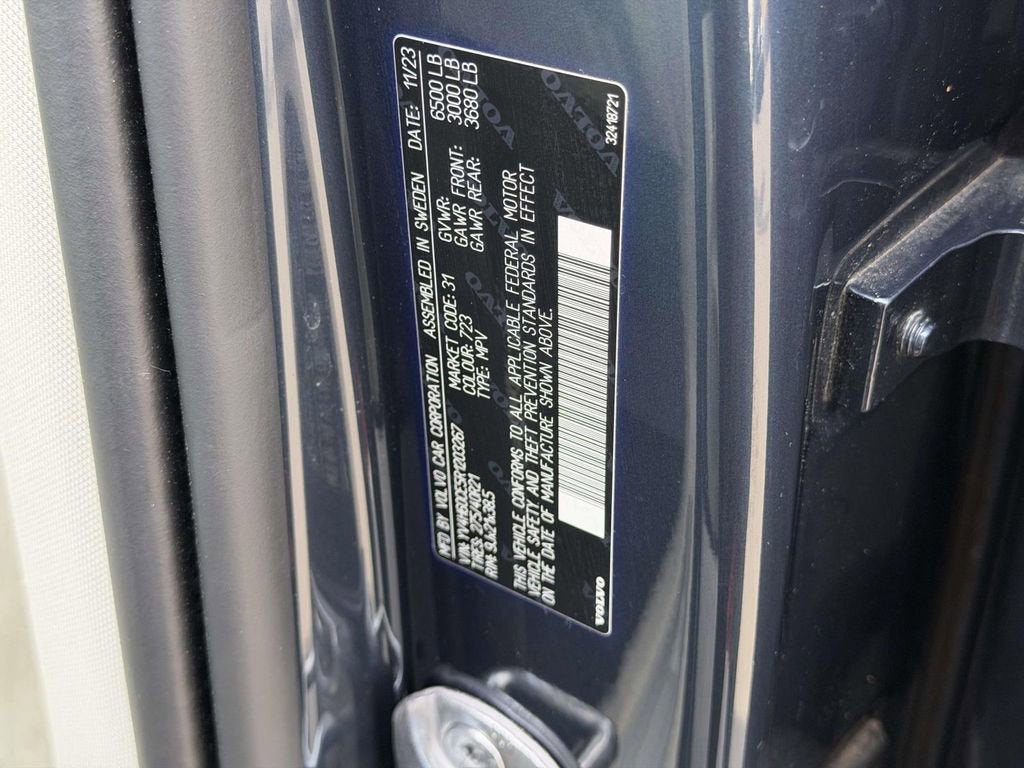 MFD.BY VOLVO CAR CORPORATION ASSEMBLED IN SWEDEN DATE: 11/23
MARKET CODE: 31 GVWR: 6500 LB
COLOUR: 723 GAWR FRONT: 3000 LB
TYPE: MPV GAWR REAR: 3680 LB
THIS VEHICLE CONFORMS TO ALL APPLICABLE FEDERAL MOTOR
VEHICLE SAFETY AND THEFT PREVENTION STANDARDS IN EFFECT
ON THE DATE OF MANUFACTURE SHOWN ABOVE.
VOLVO
32418721